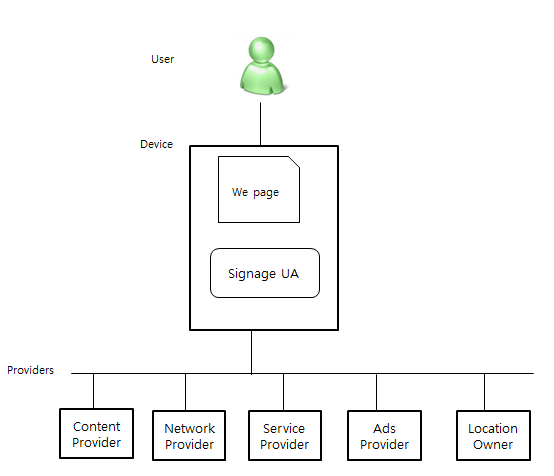 User
Device
We page
Signage UA
Providers
Content
Provider
Network
Provider
Service
Provider
Ads
Provider
Location
Owner